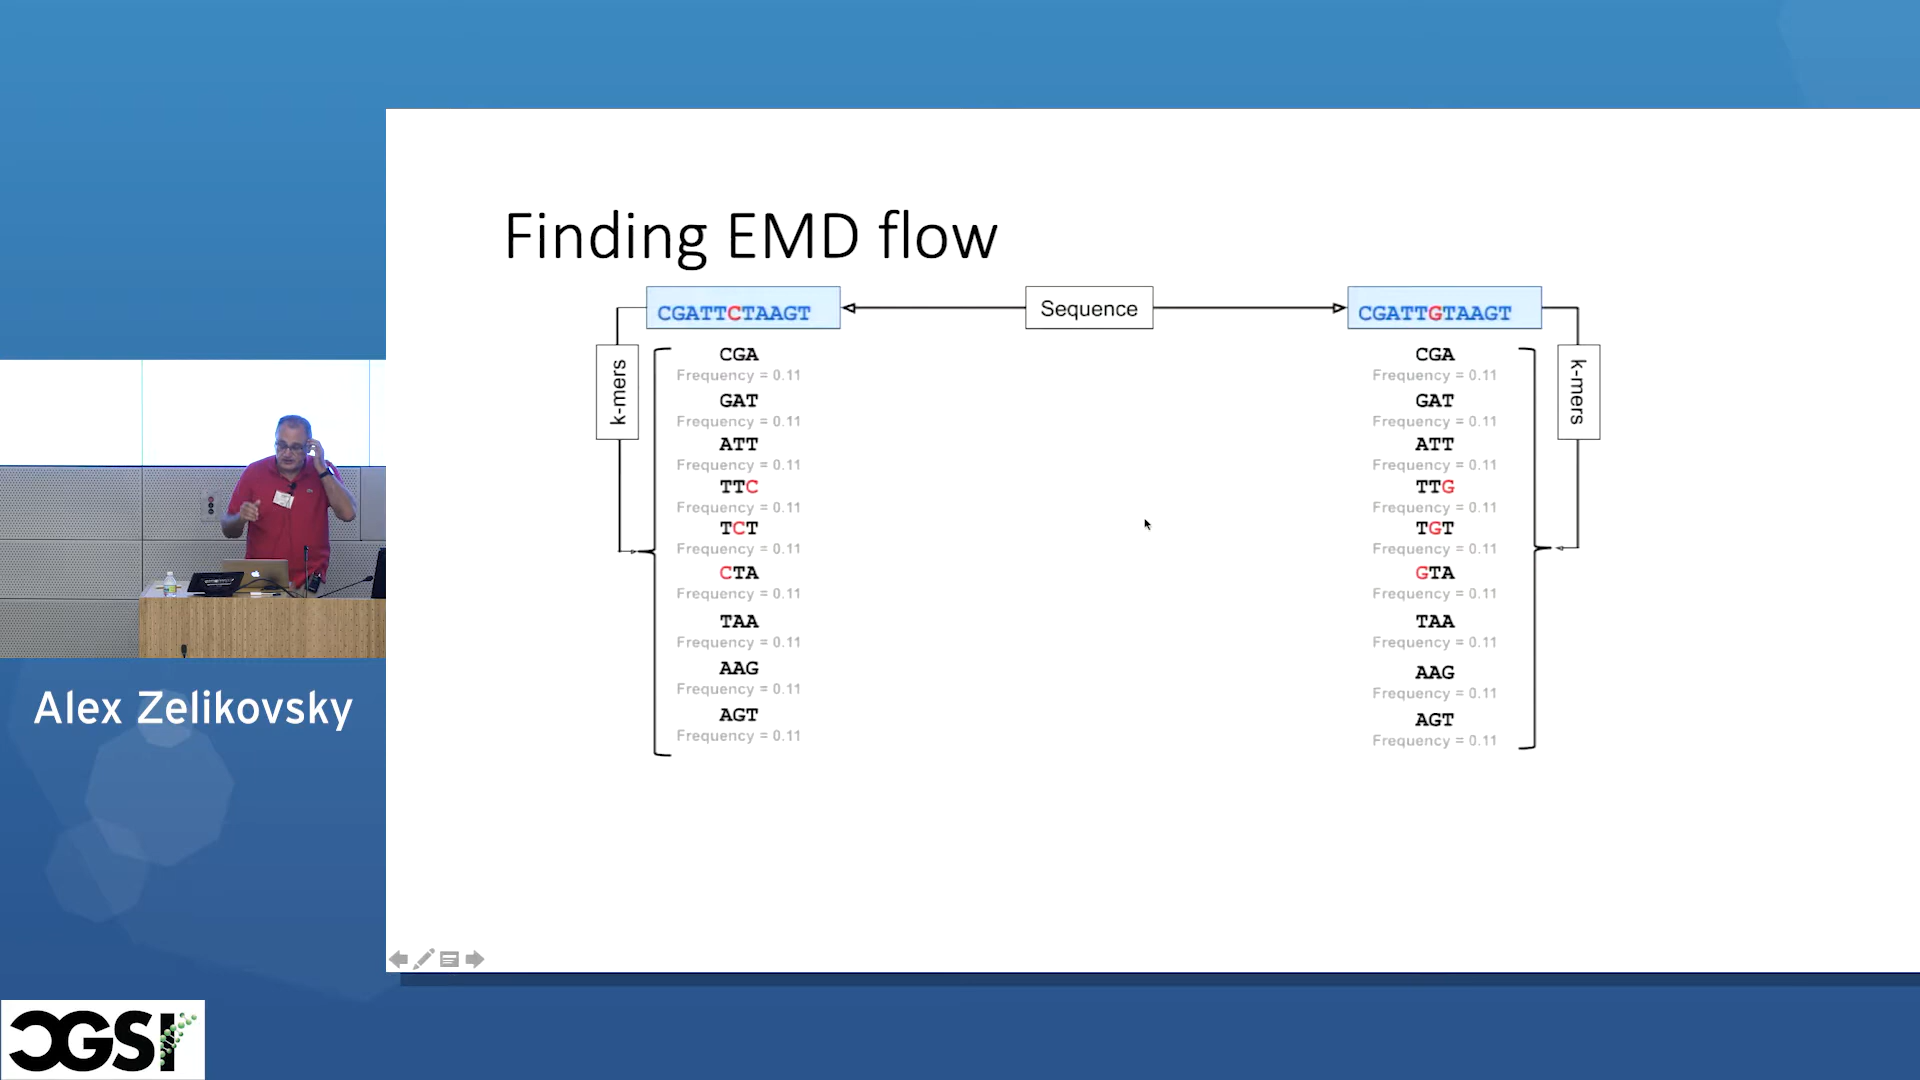 Finding EMD flow
CGATTCTAAGT
Sequence
CGATTGTAAGT
k-mers
CGA
Frequency = 0.11
GAT
Frequency = 0.11
ATT
Frequency = 0.11
TTC
Frequency = 0.11
TCT
Frequency = 0.11
CTA
Frequency = 0.11
TAA
Frequency = 0.11
AAG
Frequency = 0.11
AGT
Frequency = 0.11
CGA
Frequency = 0.11
GAT
Frequency = 0.11
ATT
Frequency = 0.11
TTG
Frequency = 0.11
TGT
Frequency = 0.11
GTA
Frequency = 0.11
TAA
Frequency = 0.11
AAG
Frequency = 0.11
AGT
Frequency = 0.11
k-mers
Alex Zelikovsky
CGSI